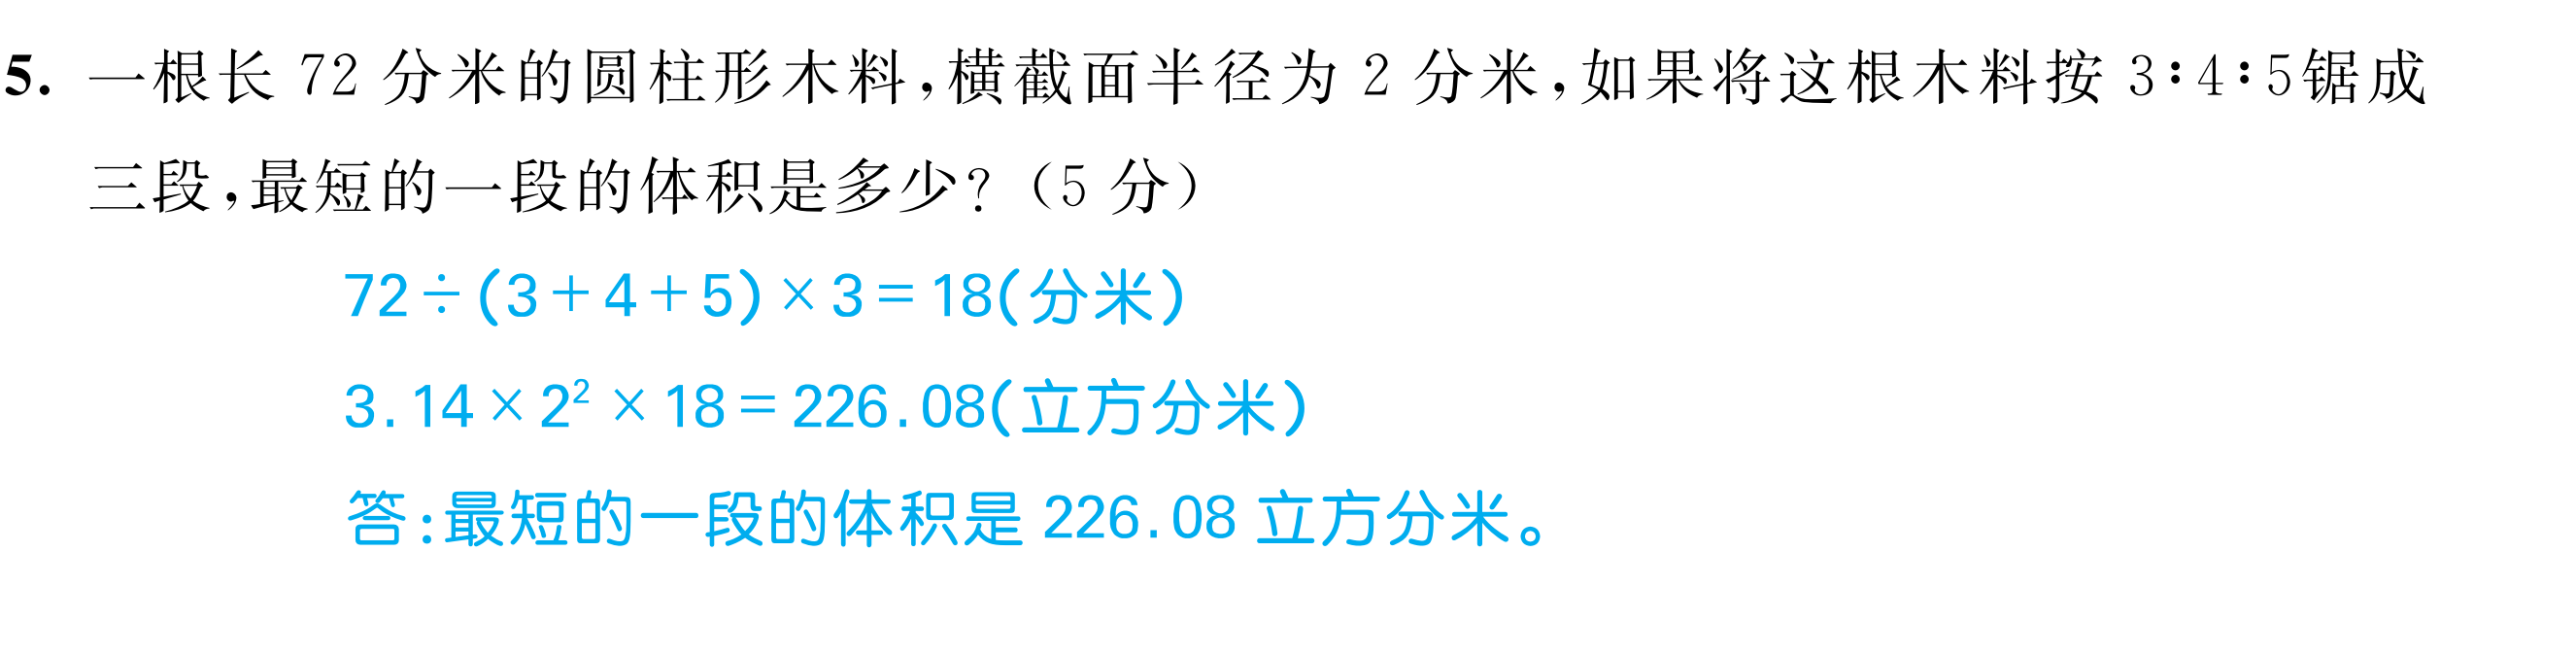 5. 一根长 72 分米的圆柱形木料,横截面半径为 2 分米,如果将这根木料按 3∶4∶5锯成
三段,最短的一段的体积是多少?(5 分)
72÷(3+4+5)×3=18(分米)
3.14×2²×18=226.08(立方分米)
答:最短的一段的体积是 226.08 立方分米。